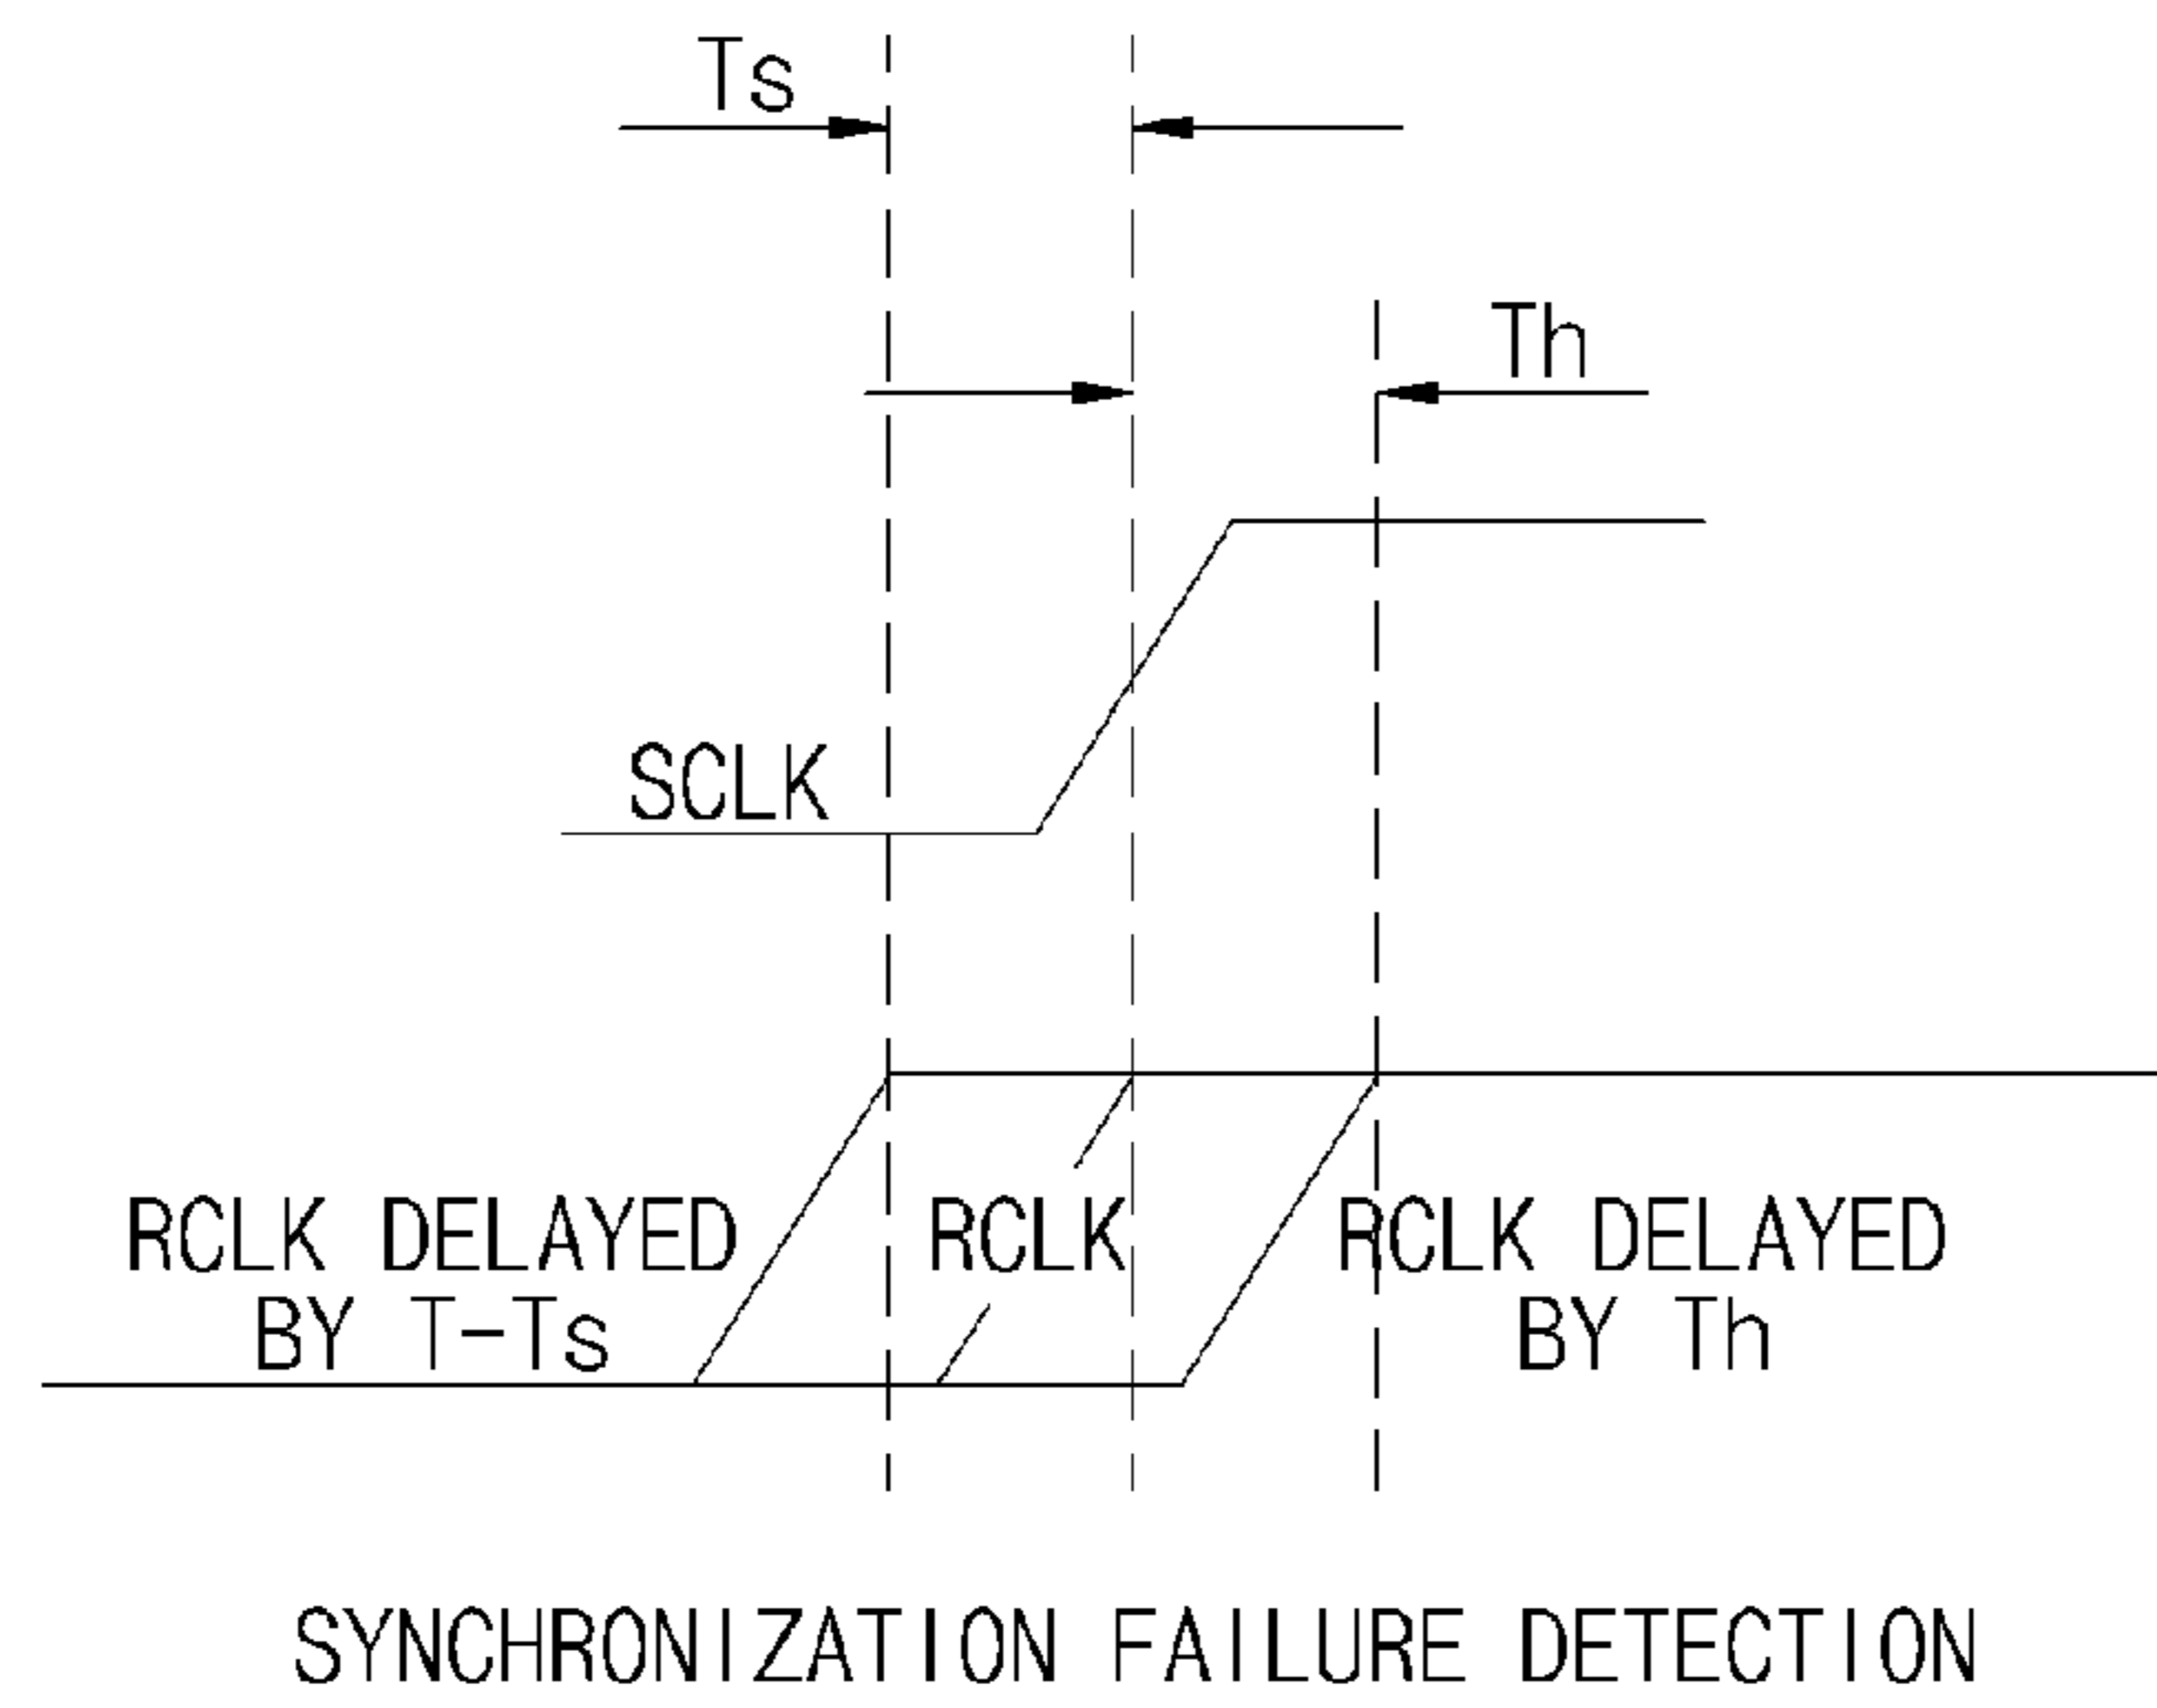 Ts
Th
SCLK
RCLK DELAYED
BY T-Ts
RCLK
RCLK DELAYED
BY Th
SYNCHRONIZATION FAILURE DETECTION